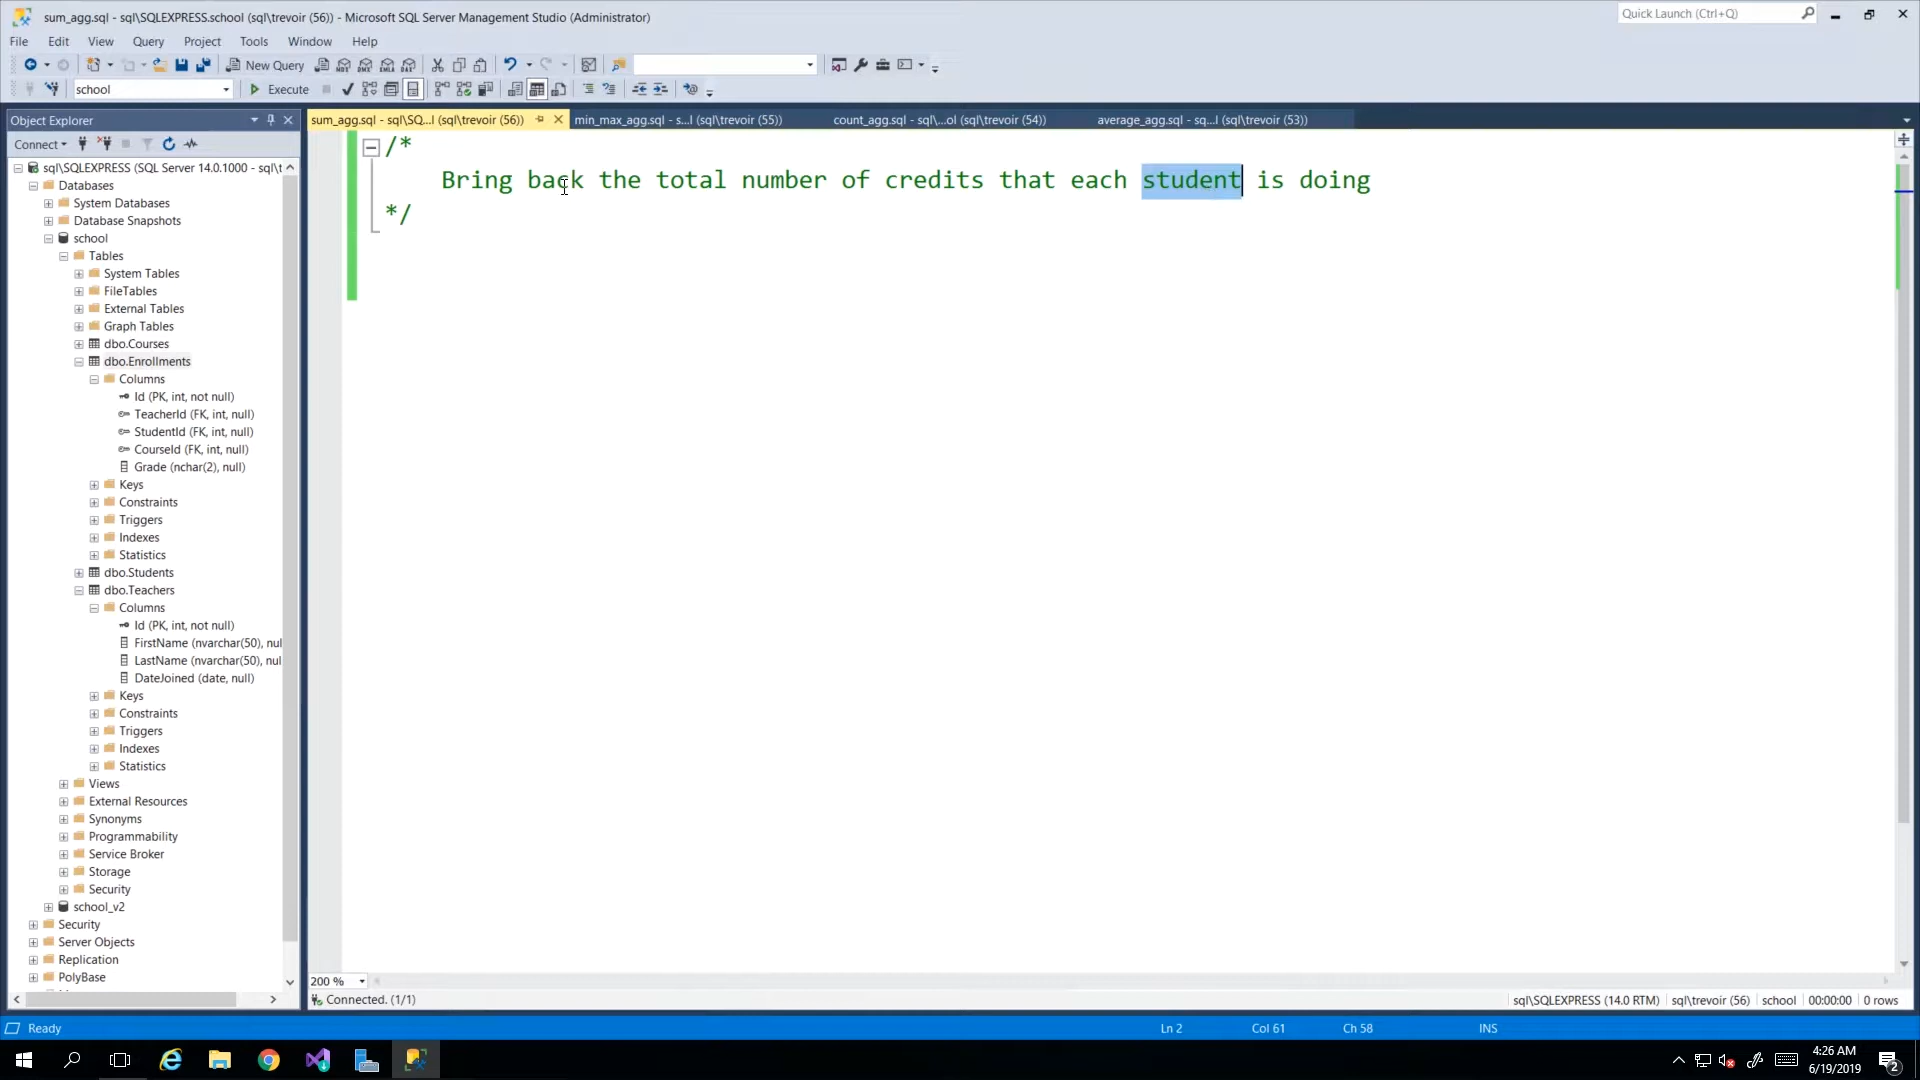 sum_agg.sql - sql\SQLEXPRESS.school (sql\trevoir (56)) - Microsoft SQL Server Management Studio (Administrator)
Quick Launch (Ctrl+Q)
File Edit View Query Project Tools Window Help
New Query
school
Execute
Object Explorer
sum_agg.sql - sql\SQ...l (sql\trevoir (56))
min_max_agg.sql - s...l (sql\trevoir (55))
count_agg.sql - sql\...ol (sql\trevoir (54))
average_agg.sql - sq...l (sql\trevoir (53))
Connect
sql\SQLEXPRESS (SQL Server 14.0.1000 - sql\t
Databases
System Databases
Database Snapshots
school
Tables
System Tables
FileTables
External Tables
Graph Tables
dbo.Courses
dbo.Enrollments
Columns
Id (PK, int, not null)
TeacherId (FK, int, null)
StudentId (FK, int, null)
CourseId (FK, int, null)
Grade (nchar(2), null)
Keys
Constraints
Triggers
Indexes
Statistics
dbo.Students
dbo.Teachers
Columns
Id (PK, int, not null)
FirstName (nvarchar(50), nul
LastName (nvarchar(50), nul
DateJoined (date, null)
Keys
Constraints
Triggers
Indexes
Statistics
Views
External Resources
Synonyms
Programmability
Service Broker
Storage
Security
school_v2
Security
Server Objects
Replication
PolyBase
/*
Bring back the total number of credits that each student is doing
*/
200 %
Connected. (1/1)
sql\SQLEXPRESS (14.0 RTM) sql\trevoir (56) school 00:00:00 0 rows
Ready
Ln 2 Col 61 Ch 58 INS
4:26 AM
6/19/2019
2